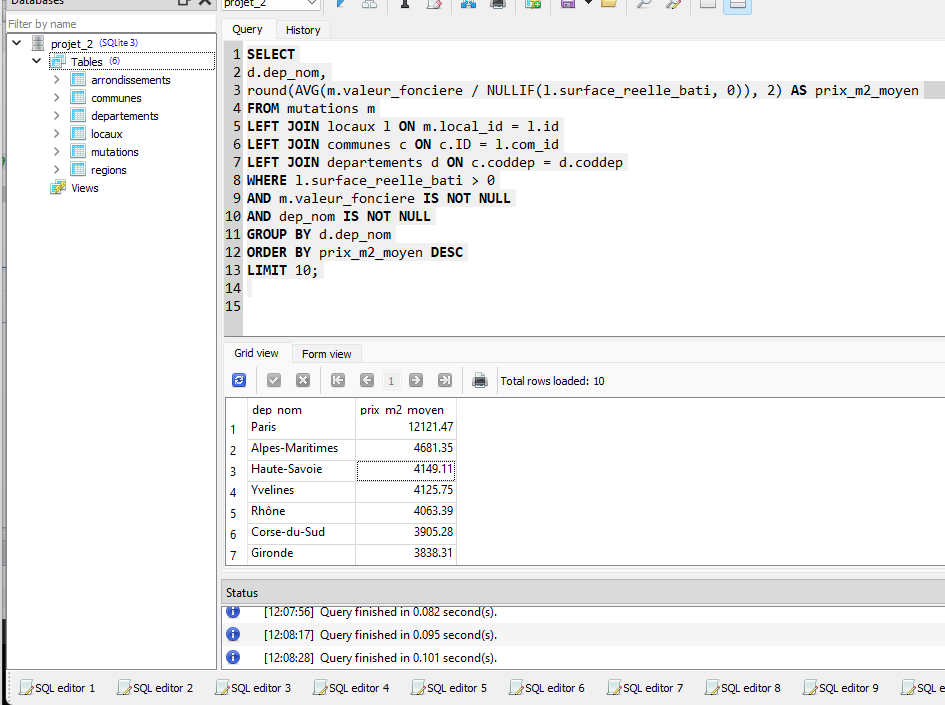 Databases
projet_2
Filter by name
projet_2 (SQLite 3)
Tables (6)
arrondissements
communes
departements
locaux
mutations
regions
Views
Query History
1 SELECT
2 d.dep_nom,
3 round(AVG(m.valeur_fonciere / NULLIF(l.surface_reelle_bati, 0)), 2) AS prix_m2_moyen
4 FROM mutations m
5 LEFT JOIN locaux l ON m.local_id = l.id
6 LEFT JOIN communes c ON c.ID = l.com_id
7 LEFT JOIN departements d ON c.coddep = d.coddep
8 WHERE l.surface_reelle_bati > 0
9 AND m.valeur_fonciere IS NOT NULL
10 AND dep_nom IS NOT NULL
11 GROUP BY d.dep_nom
12 ORDER BY prix_m2_moyen DESC
13 LIMIT 10;
14
15
Grid view Form view
1 Total rows loaded: 10
dep_nom prix_m2_moyen
1 Paris 12121.47
2 Alpes-Maritimes 4681.35
3 Haute-Savoie 4149.11
4 Yvelines 4125.75
5 Rhône 4063.39
6 Corse-du-Sud 3905.28
7 Gironde 3838.31
Status
[12:07:56] Query finished in 0.082 second(s).
[12:08:17] Query finished in 0.095 second(s).
[12:08:28] Query finished in 0.101 second(s).
SQL editor 1 SQL editor 2 SQL editor 3 SQL editor 4 SQL editor 5 SQL editor 6 SQL editor 7 SQL editor 8 SQL editor 9 SQL e